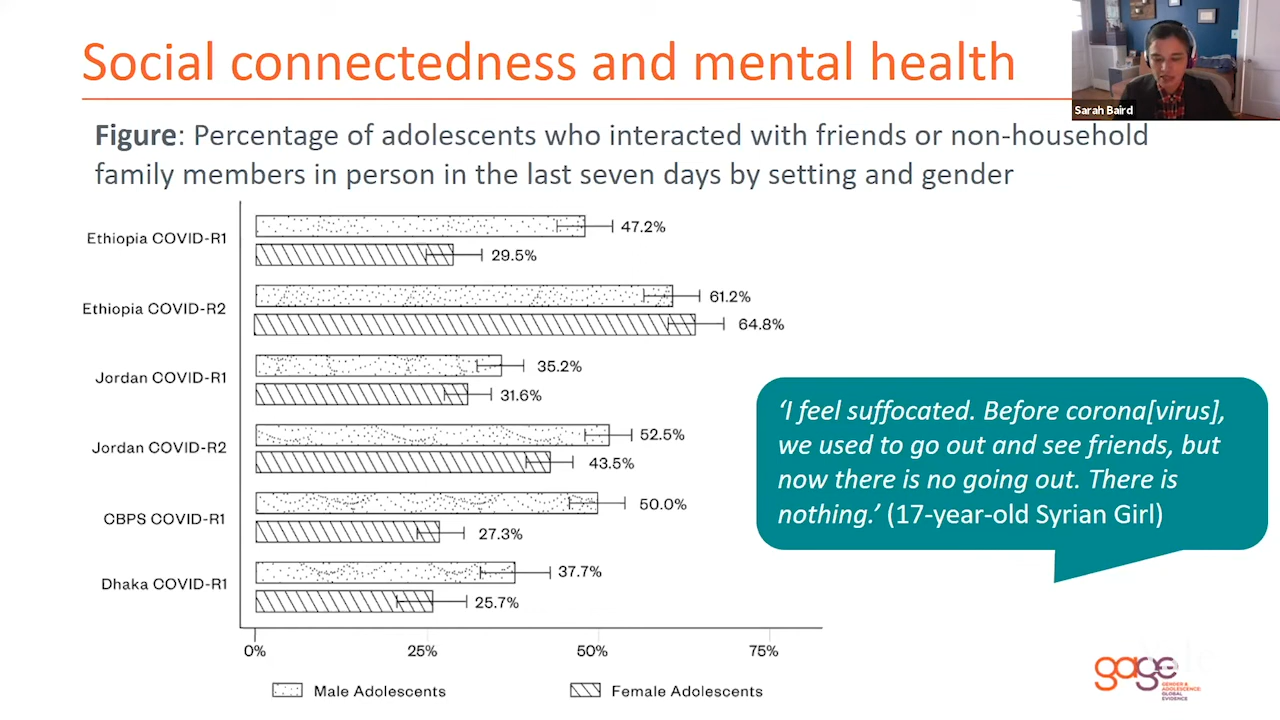 Social connectedness and mental health
Sarah Baird
Figure: Percentage of adolescents who interacted with friends or non-household
family members in person in the last seven days by setting and gender
Ethiopia COVID-R1
47.2%
29.5%
Ethiopia COVID-R2
61.2%
64.8%
Jordan COVID-R1
35.2%
31.6%
Jordan COVID-R2
52.5%
43.5%
CBPS COVID-R1
50.0%
27.3%
Dhaka COVID-R1
37.7%
25.7%
0% 25% 50% 75%
Male Adolescents Female Adolescents
‘I feel suffocated. Before corona[virus],
we used to go out and see friends, but
now there is no going out. There is
nothing.’ (17-year-old Syrian Girl)
gage
GENDER &
ADOLESCENCE:
GLOBAL
EVIDENCE